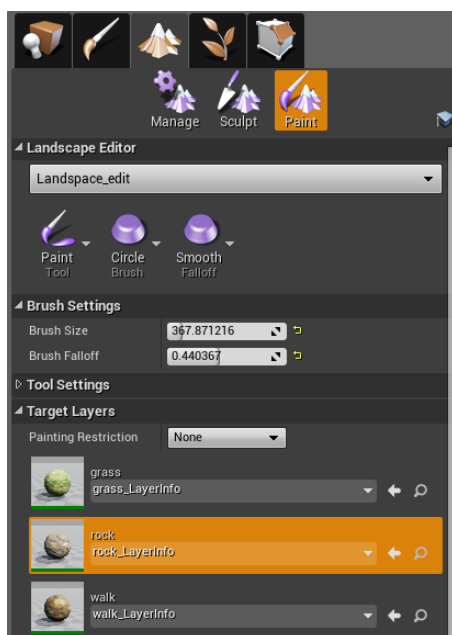 Manage Sculpt Paint
Landscape Editor
Landspace_edit
Paint Circle Smooth
Tool Brush Falloff
Brush Settings
Brush Size 367.871216
Brush Falloff 0.440367
Tool Settings
Target Layers
Painting Restriction None
grass
grass_LayerInfo
rock
rock_LayerInfo
walk
walk_LayerInfo